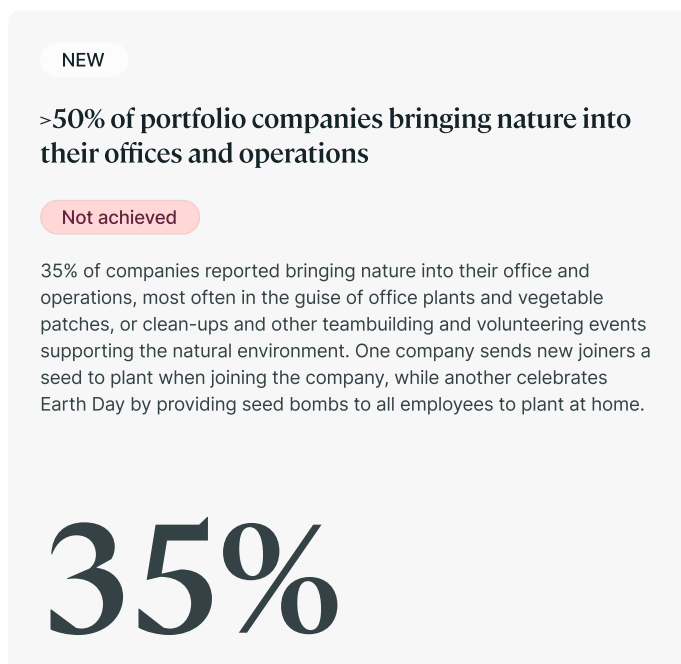 NEW
>50% of portfolio companies bringing nature into
their offices and operations
Not achieved
35% of companies reported bringing nature into their office and
operations, most often in the guise of office plants and vegetable
patches, or clean-ups and other teambuilding and volunteering events
supporting the natural environment. One company sends new joiners a
seed to plant when joining the company, while another celebrates
Earth Day by providing seed bombs to all employees to plant at home.
35%